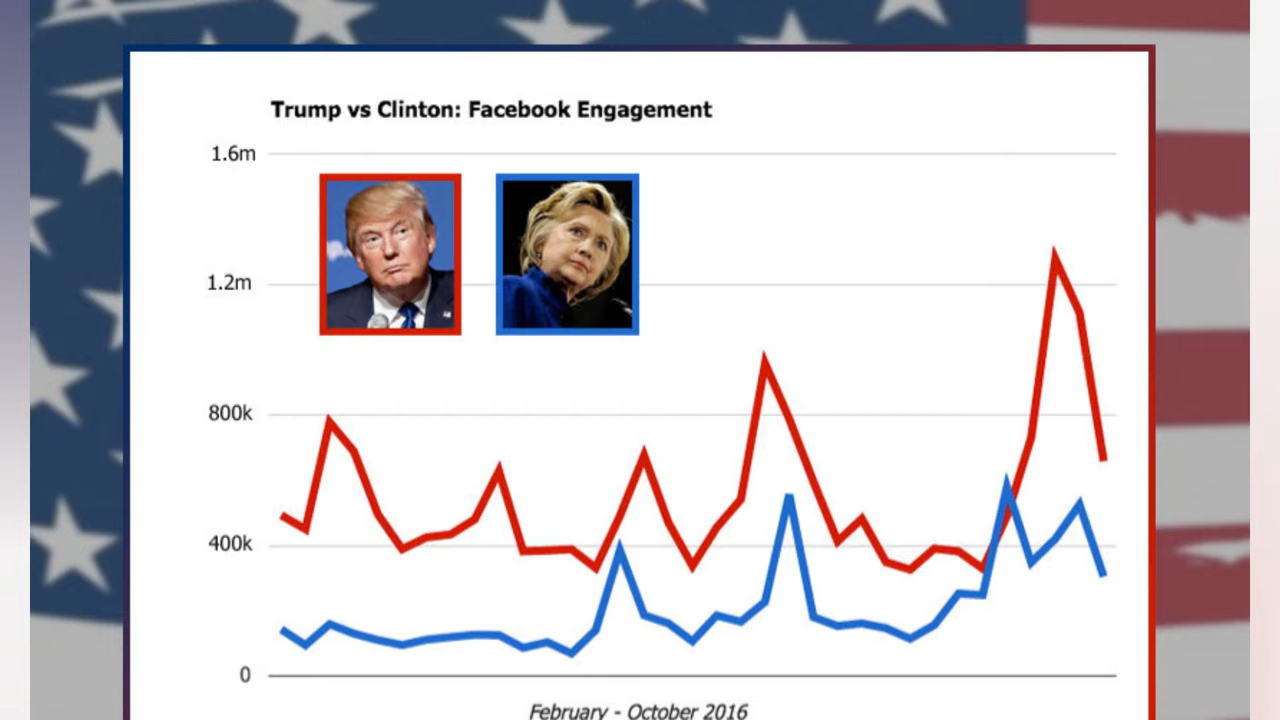 Trump vs Clinton: Facebook Engagement
1.6m
1.2m
800k
400k
0
February - October 2016